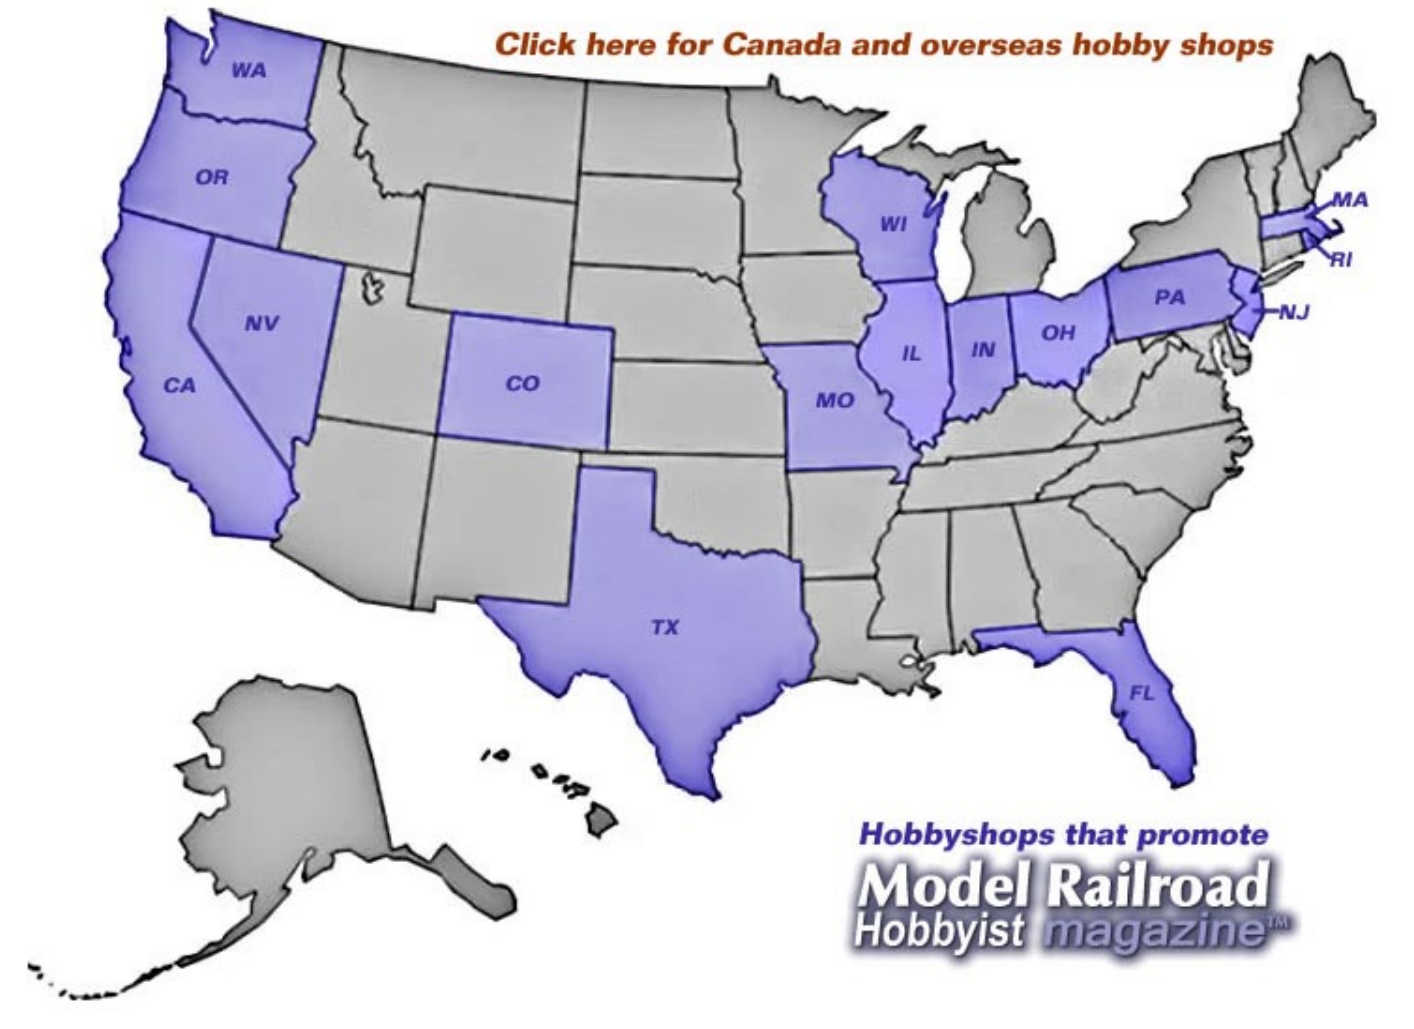 Click here for Canada and overseas hobby shops
WA
OR
MA
WI
RI
PA
NJ
NV
OH
IL
IN
CA
CO
MO
TX
FL
Hobbyshops that promote
Model Railroad
Hobbyist magazine™